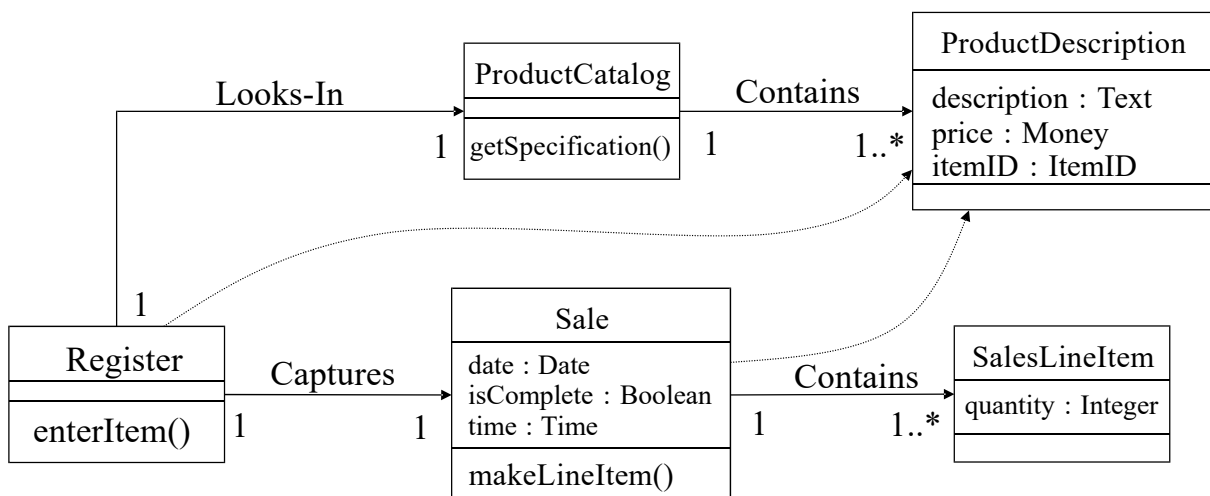 ProductDescription
description : Text
price : Money
itemID : ItemID
ProductCatalog
getSpecification()
Looks-In
1
Contains
1
1..*
1
Register
enterItem()
Captures
1
1
Sale
date : Date
isComplete : Boolean
time : Time
makeLineItem()
Contains
1
1..*
SalesLineItem
quantity : Integer